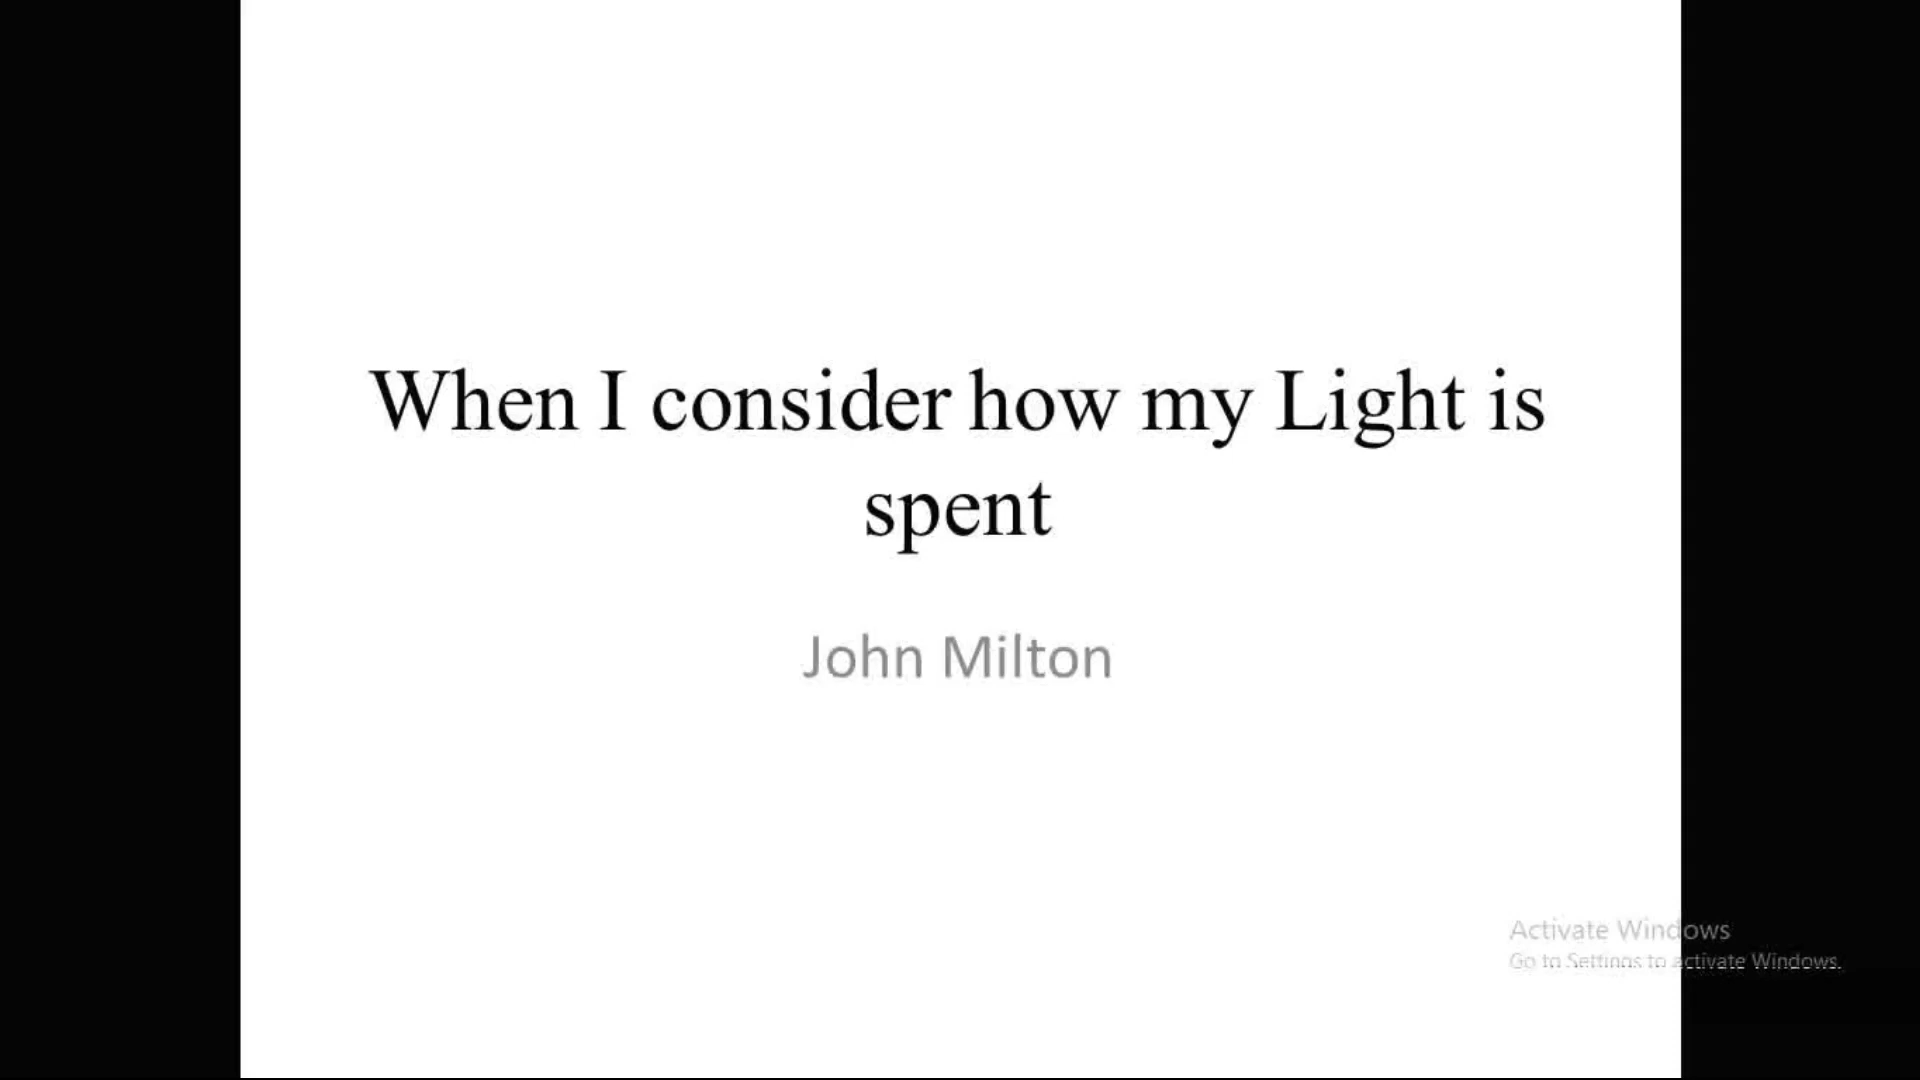 When I consider how my Light is
spent
John Milton
Activate Windows
Go to Settings to activate Windows.